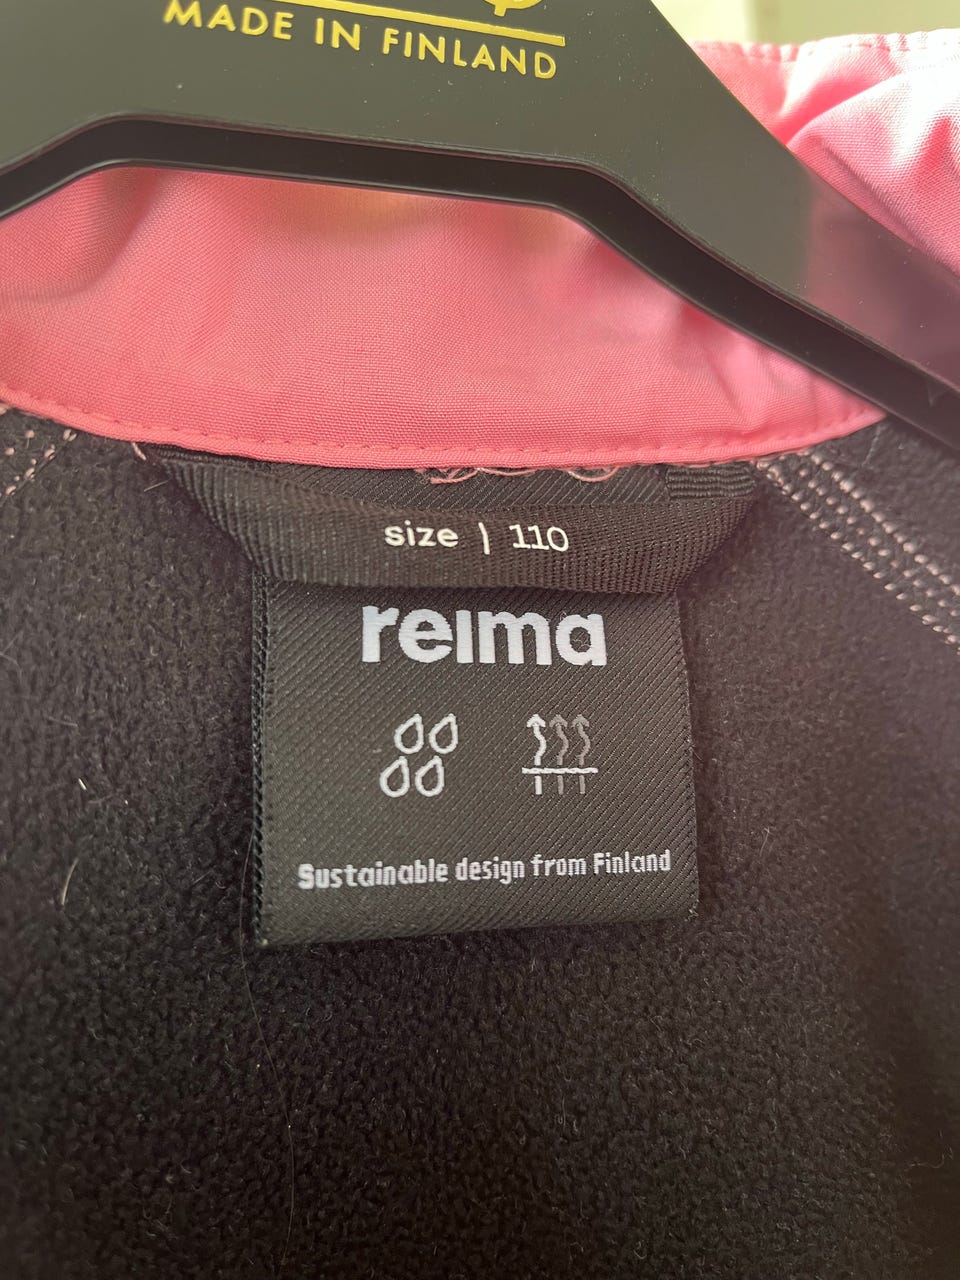 MADE IN FINLAND
size | 110
reima
Sustainable design from Finland